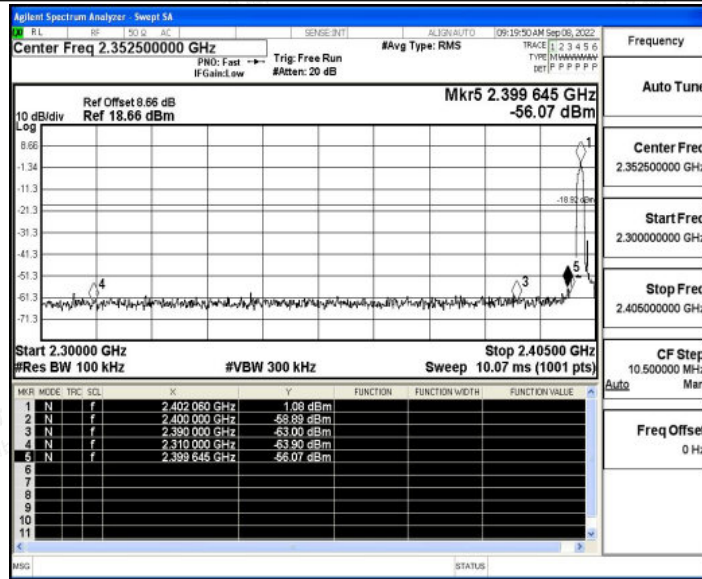 Agilent Spectrum Analyzer - Swept SA
RL RF 50 Ω AC SENSE:INT ALIGNAUTO 09:19:50 AM Sep 08, 2022
Center Freq 2.352500000 GHz #Avg Type: RMS TRACE 1 2 3 4 5 6
PNO: Fast Trig: Free Run TYPE
IFGain:Low #Atten: 20 dB DET P P P P P P
Mkr5 2.399 645 GHz
-56.07 dBm
Ref Offset 8.66 dB
10 dB/div Ref 18.66 dBm
Log
8.66
-1.34
-11.3
-18.92 dBm
-21.3
-31.3
-41.3
-51.3
-61.3
-71.3
1
5
3
4
Start 2.30000 GHz Stop 2.40500 GHz
#Res BW 100 kHz #VBW 300 kHz Sweep 10.07 ms (1001 pts)
MKR MODE TRC SCL X Y FUNCTION FUNCTION WIDTH FUNCTION VALUE
1 N f 2.402 060 GHz 1.08 dBm
2 N f 2.400 000 GHz -58.89 dBm
3 N f 2.390 000 GHz -63.00 dBm
4 N f 2.310 000 GHz -63.90 dBm
5 N f 2.399 645 GHz -56.07 dBm
6
7
8
9
10
11
MSG STATUS
Frequency
Auto Tune
Center Freq
2.352500000 GHz
Start Freq
2.300000000 GHz
Stop Freq
2.405000000 GHz
CF Step
10.500000 MHz
Auto Man
Freq Offset
0 Hz